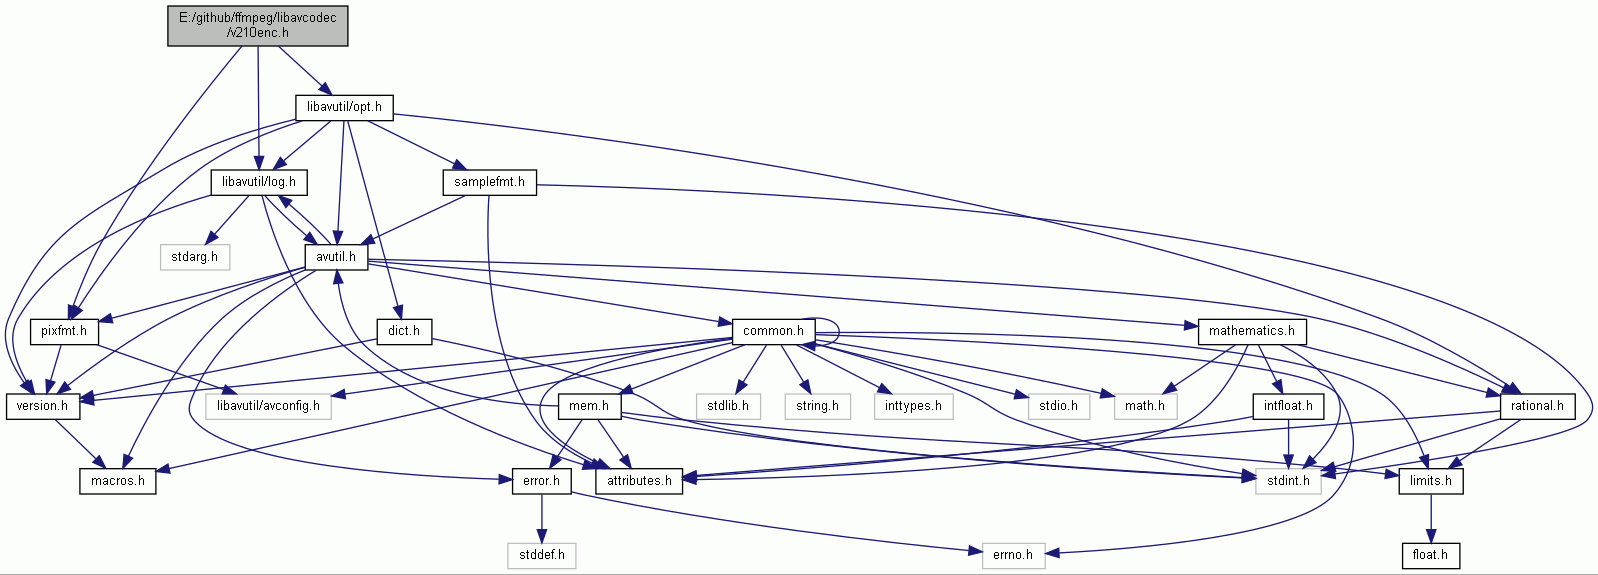 E:/github/ffmpeg/libavcodec
/v210enc.h
libavutil/opt.h
libavutil/log.h
samplefmt.h
stdarg.h
avutil.h
pixfmt.h
dict.h
common.h
mathematics.h
version.h
libavutil/avconfig.h
mem.h
stdlib.h
string.h
inttypes.h
stdio.h
math.h
intfloat.h
rational.h
macros.h
error.h
attributes.h
stdint.h
limits.h
stddef.h
errno.h
float.h